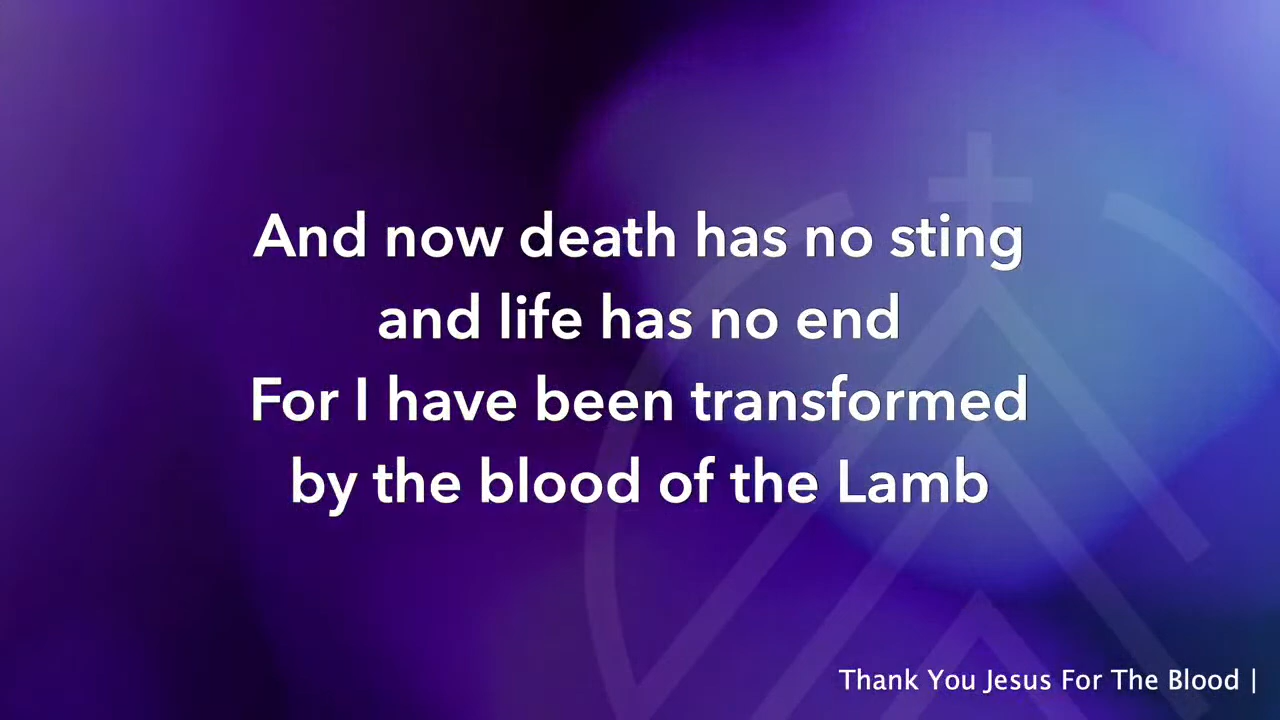 And now death has no sting
and life has no end
For I have been transformed
by the blood of the Lamb
Thank You Jesus For The Blood |